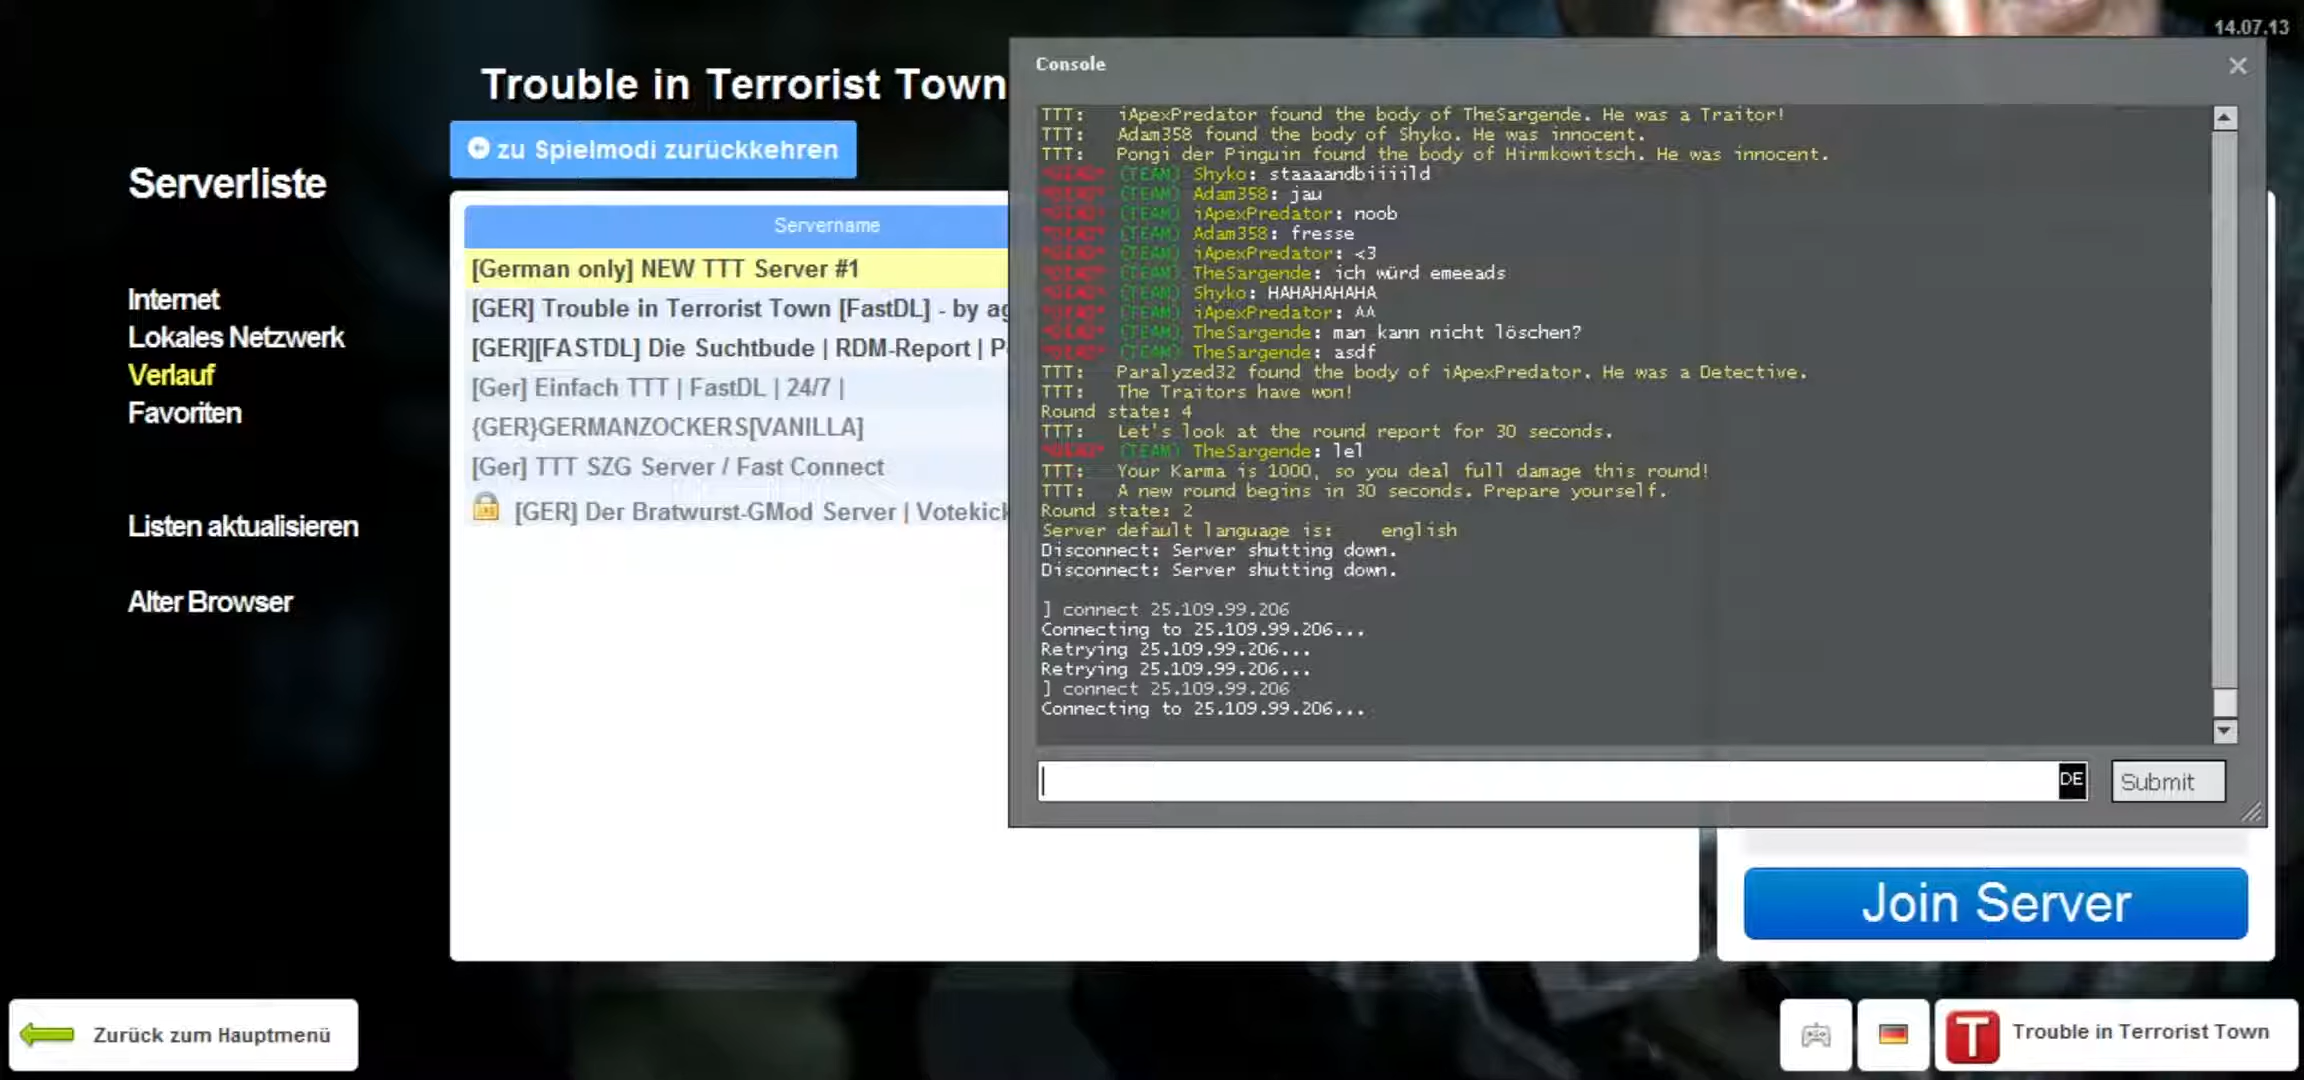 14.07.13
Trouble in Terrorist Town
zu Spielmodi zurückkehren
Serverliste
Internet
Lokales Netzwerk
Verlauf
Favoriten
Listen aktualisieren
Alter Browser
Servername
[German only] NEW TTT Server #1
[GER] Trouble in Terrorist Town [FastDL] - by
[GER][FASTDL] Die Suchtbude | RDM-Report |
[Ger] Einfach TTT | FastDL | 24/7 |
{GER}GERMANZOCKERS[VANILLA]
[Ger] TTT SZG Server / Fast Connect
[GER] Der Bratwurst-GMod Server | Votekick
Console
TTT: iApexPredator found the body of TheSargende. He was a Traitor!
TTT: Adam358 found the body of Shyko. He was innocent.
TTT: Pongi der Pinguin found the body of Hirmkowitsch. He was innocent.
*DEAD* (TEAM) Shyko: staaaandbiiiild
*DEAD* (TEAM) Adam358: jau
*DEAD* (TEAM) iApexPredator: noob
*DEAD* (TEAM) Adam358: fresse
*DEAD* (TEAM) iApexPredator: <3
*DEAD* (TEAM) TheSargende: ich würd emeeads
*DEAD* (TEAM) Shyko: HAHAHAHAHA
*DEAD* (TEAM) iApexPredator: ^^
*DEAD* (TEAM) TheSargende: man kann nicht löschen?
*DEAD* (TEAM) TheSargende: asdf
TTT: Paralyzed32 found the body of iApexPredator. He was a Detective.
TTT: The Traitors have won!
Round state: 4
TTT: Let's look at the round report for 30 seconds.
*DEAD* (TEAM) TheSargende: lel
TTT: Your Karma is 1000, so you deal full damage this round!
TTT: A new round begins in 30 seconds. Prepare yourself.
Round state: 2
Server default language is: english
Disconnect: Server shutting down.
Disconnect: Server shutting down.
] connect 25.109.99.206
Connecting to 25.109.99.206...
Retrying 25.109.99.206...
Retrying 25.109.99.206...
] connect 25.109.99.206
Connecting to 25.109.99.206...
DE
Submit
Join Server
Zurück zum Hauptmenü
T
Trouble in Terrorist Town